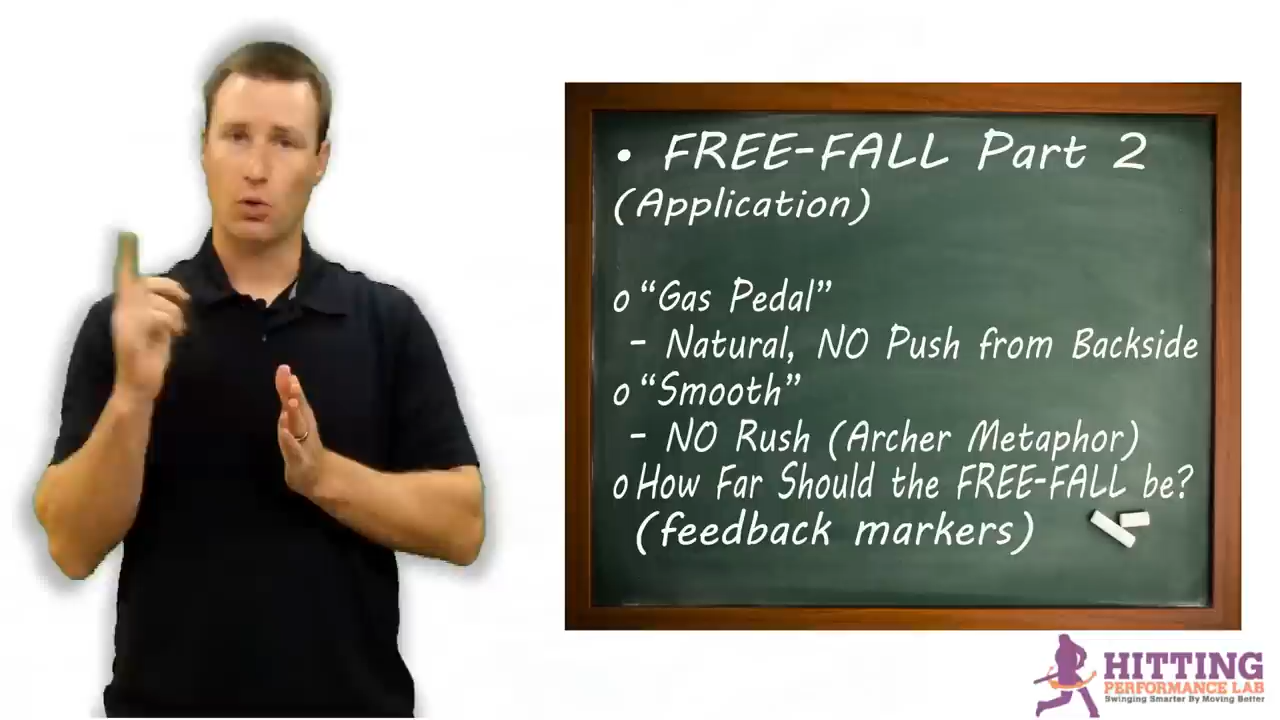 • FREE-FALL Part 2
(Application)
o "Gas Pedal"
- Natural, NO Push from Backside
o "Smooth"
- NO Rush (Archer Metaphor)
o How Far Should the FREE-FALL be?
(feedback markers)
HITTING
PERFORMANCE LAB
Swinging Smarter By Moving Better